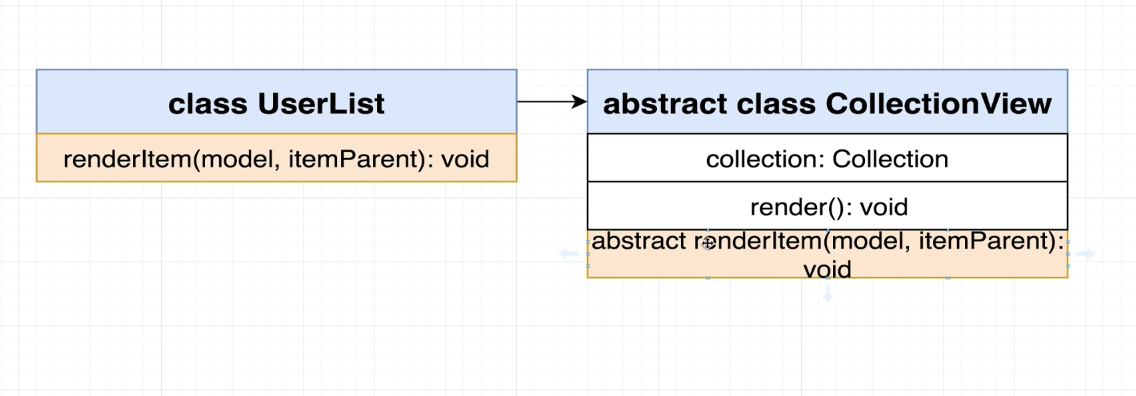 class UserList
renderItem(model, itemParent): void
abstract class CollectionView
collection: Collection
render(): void
abstract renderItem(model, itemParent):
void